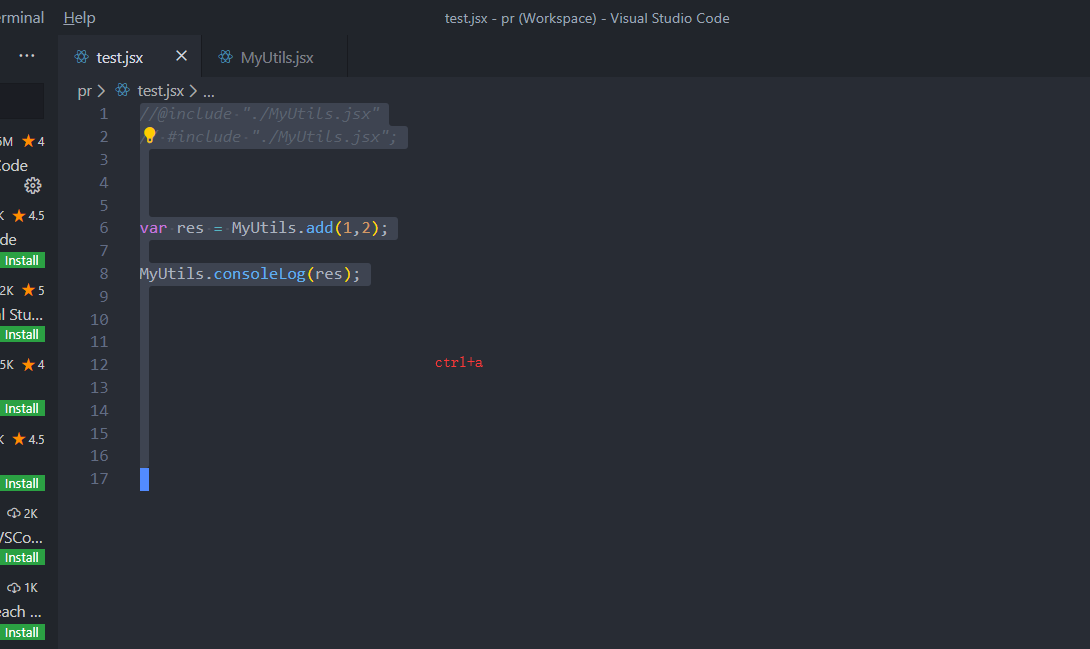 erminal Help test.jsx - pr (Workspace) - Visual Studio Code
... test.jsx × MyUtils.jsx
pr > test.jsx > ...
1 //@include "./MyUtils.jsx"
2 // #include "./MyUtils.jsx";
3
4
5
6 var res = MyUtils.add(1,2);
7
8 MyUtils.consoleLog(res);
9
10
11
12
13
14
15
16
17
ctrl+a
6M ★ 4
Code
K ★ 4.5
de
Install
2K ★ 5
l Stu...
Install
5K ★ 4
Install
K ★ 4.5
Install
2K
VSCo...
Install
1K
each ...
Install